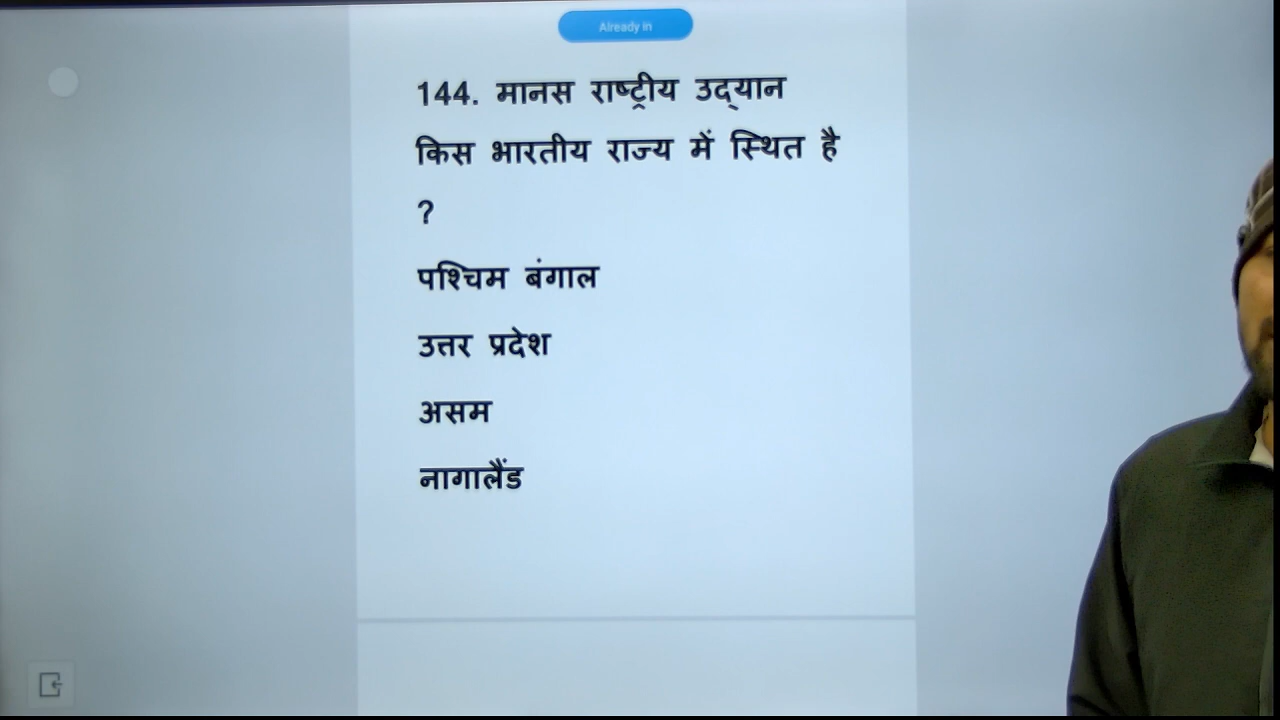 Already in
144. मानस राष्ट्रीय उद्‌यान
किस भारतीय राज्य में स्थित है
?
पश्चिम बंगाल
उत्तर प्रदेश
असम
नागालैंड